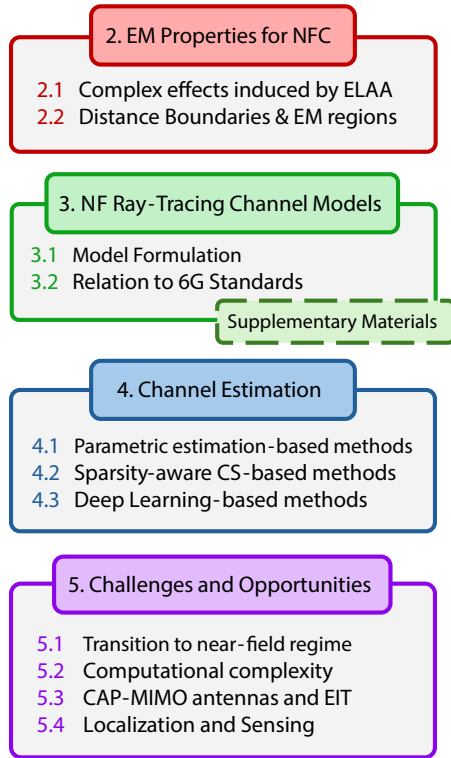 2. EM Properties for NFC
2.1 Complex effects induced by ELAA
2.2 Distance Boundaries & EM regions
3. NF Ray-Tracing Channel Models
3.1 Model Formulation
3.2 Relation to 6G Standards
Supplementary Materials
4. Channel Estimation
4.1 Parametric estimation-based methods
4.2 Sparsity-aware CS-based methods
4.3 Deep Learning-based methods
5. Challenges and Opportunities
5.1 Transition to near-field regime
5.2 Computational complexity
5.3 CAP-MIMO antennas and EIT
5.4 Localization and Sensing